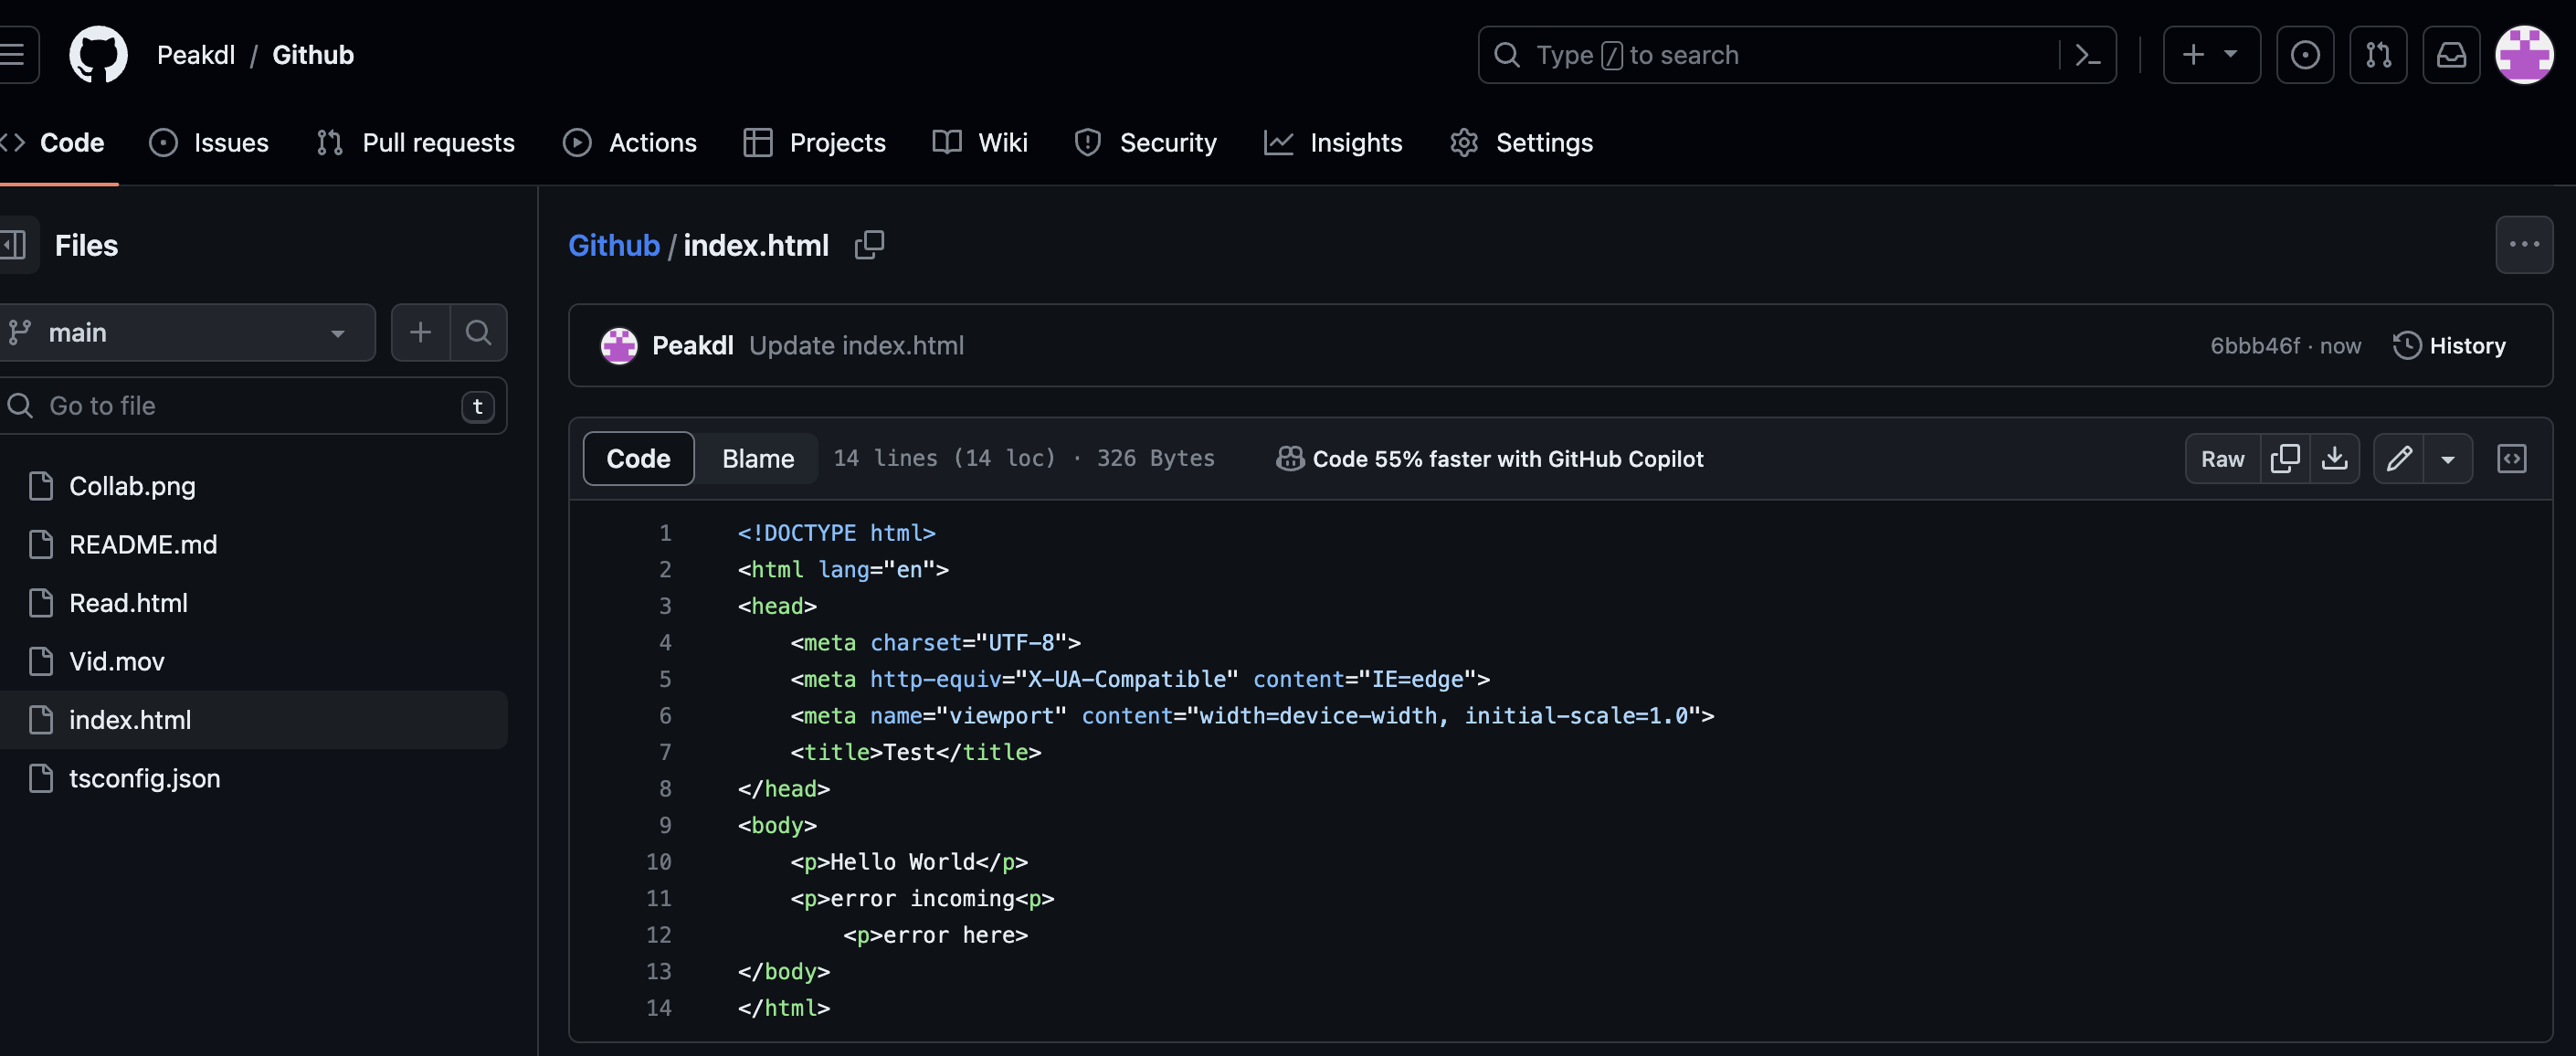 Peakdl / Github
Type / to search
Code Issues Pull requests Actions Projects Wiki Security Insights Settings
Files
main
Go to file t
Collab.png
README.md
Read.html
Vid.mov
index.html
tsconfig.json
Github / index.html
Peakdl Update index.html 6bbb46f · now History
Code Blame 14 lines (14 loc) · 326 Bytes Code 55% faster with GitHub Copilot Raw
1 <!DOCTYPE html>
2 <html lang="en">
3 <head>
4     <meta charset="UTF-8">
5     <meta http-equiv="X-UA-Compatible" content="IE=edge">
6     <meta name="viewport" content="width=device-width, initial-scale=1.0">
7     <title>Test</title>
8 </head>
9 <body>
10     <p>Hello World</p>
11     <p>error incoming<p>
12         <p>error here>
13 </body>
14 </html>